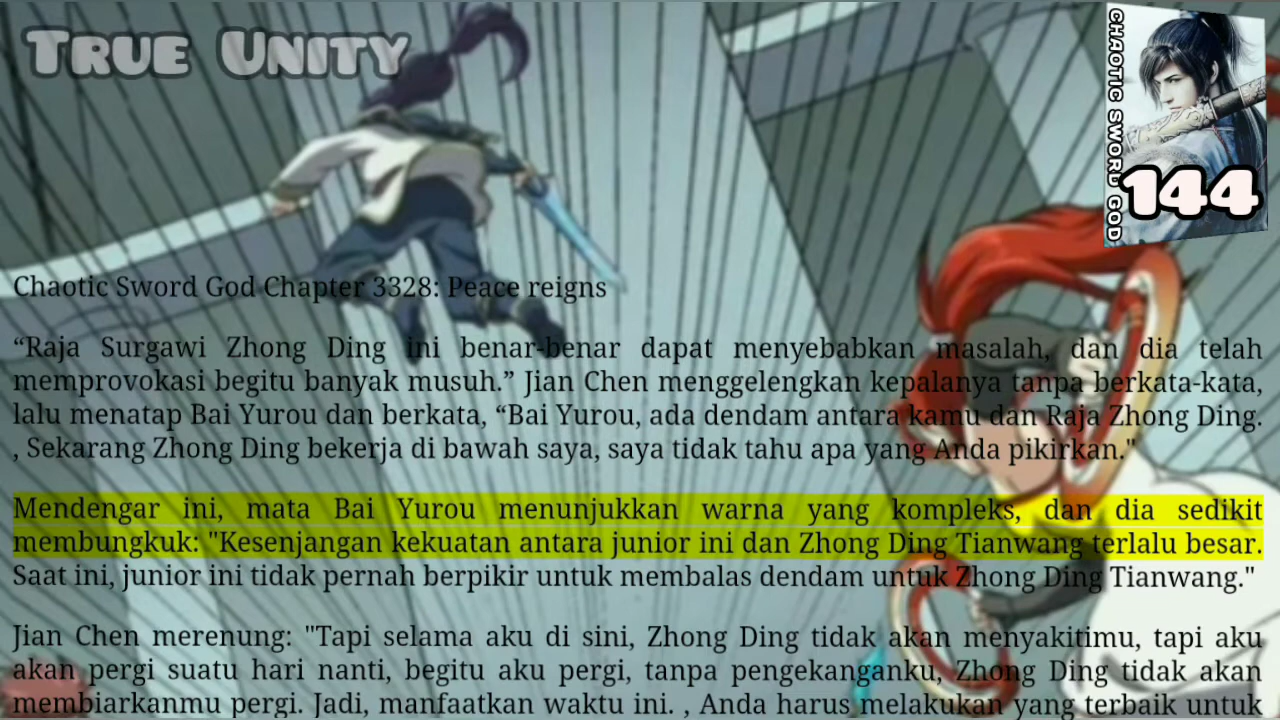 TRUE UNITY
CHAOTIC SWORD GOD
144
Chaotic Sword God Chapter 3328: Peace reigns
“Raja Surgawi Zhong Ding ini benar-benar dapat menyebabkan masalah, dan dia telah
memprovokasi begitu banyak musuh.” Jian Chen menggelengkan kepalanya tanpa berkata-kata,
lalu menatap Bai Yurou dan berkata, “Bai Yurou, ada dendam antara kamu dan Raja Zhong Ding.
, Sekarang Zhong Ding bekerja di bawah saya, saya tidak tahu apa yang Anda pikirkan."
Mendengar ini, mata Bai Yurou menunjukkan warna yang kompleks, dan dia sedikit
membungkuk: "Kesenjangan kekuatan antara junior ini dan Zhong Ding Tianwang terlalu besar.
Saat ini, junior ini tidak pernah berpikir untuk membalas dendam untuk Zhong Ding Tianwang."
Jian Chen merenung: "Tapi selama aku di sini, Zhong Ding tidak akan menyakitimu, tapi aku
akan pergi suatu hari nanti, begitu aku pergi, tanpa pengekanganku, Zhong Ding tidak akan
membiarkanmu pergi. Jadi, manfaatkan waktu ini. , Anda harus melakukan yang terbaik untuk